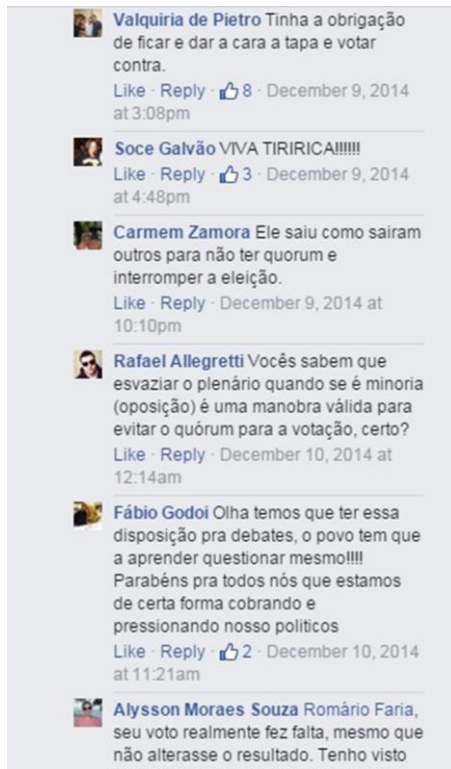 Valquiria de Pietro Tinha a obrigação
de ficar e dar a cara a tapa e votar
contra.
Like · Reply · 8 · December 9, 2014
at 3:08pm
Soce Galvão VIVA TIRIRICA!!!!!!
Like · Reply · 3 · December 9, 2014
at 4:48pm
Carmem Zamora Ele saiu como sairam
outros para não ter quorum e
interromper a eleição.
Like · Reply · December 9, 2014 at
10:10pm
Rafael Allegretti Vocês sabem que
esvaziar o plenário quando se é minoria
(oposição) é uma manobra válida para
evitar o quórum para a votação, certo?
Like · Reply · December 10, 2014 at
12:14am
Fábio Godoi Olha temos que ter essa
disposição pra debates, o povo tem que
a aprender questionar mesmo!!!!
Parabéns pra todos nós que estamos
de certa forma cobrando e
pressionando nosso politicos
Like · Reply · 2 · December 10, 2014
at 11:21am
Alysson Moraes Souza Romário Faria,
seu voto realmente fez falta, mesmo que
não alterasse o resultado. Tenho visto